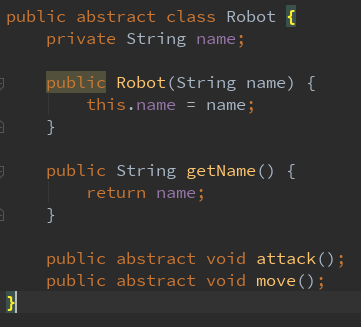 public abstract class Robot {
    private String name;

    public Robot(String name) {
        this.name = name;
    }

    public String getName() {
        return name;
    }

    public abstract void attack();
    public abstract void move();
}